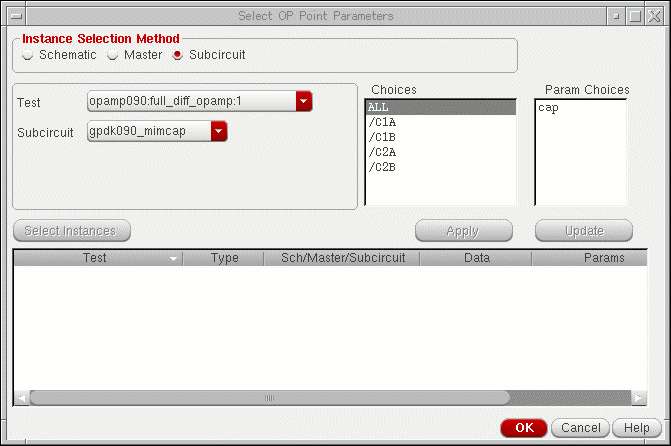 Select OP Point Parameters
Instance Selection Method
Schematic Master Subcircuit
Test opamp090:full_diff_opamp:1
Subcircuit gpdk090_mimcap
Choices
ALL
/C1A
/C1B
/C2A
/C2B
Param Choices
cap
Select Instances Apply Update
Test Type Sch/Master/Subcircuit Data Params
OK Cancel Help